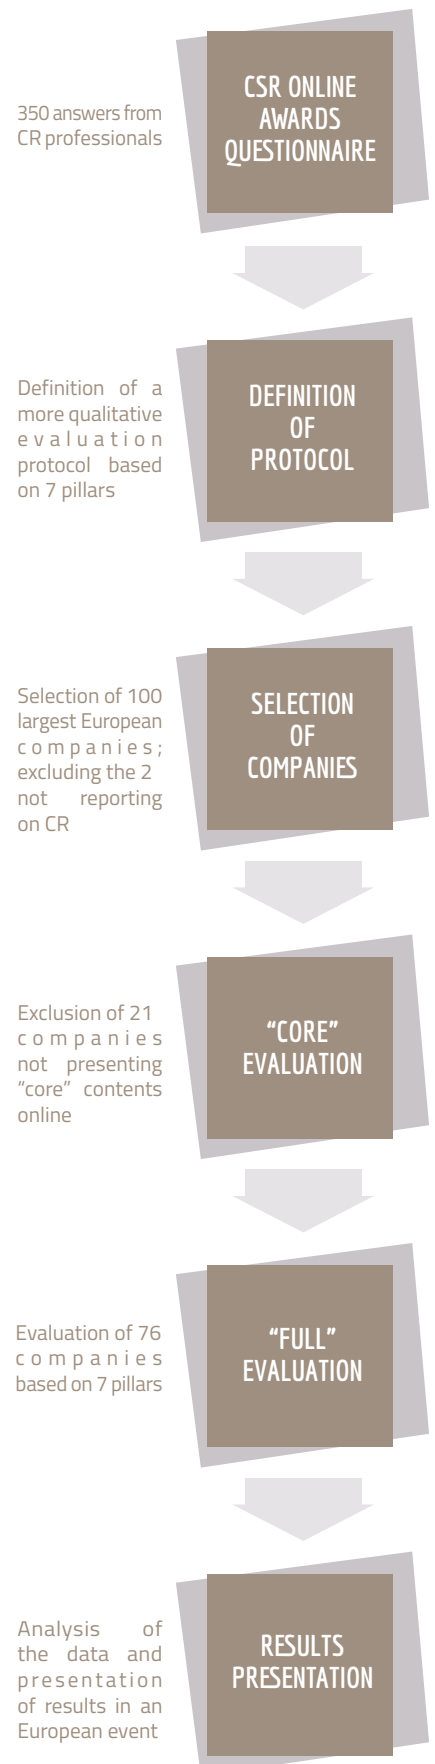 350 answers from
CR professionals
CSR ONLINE
AWARDS
QUESTIONNAIRE
Definition of a
more qualitative
evaluation
protocol based
on 7 pillars
DEFINITION
OF
PROTOCOL
Selection of 100
largest European
companies;
excluding the 2
not reporting
on CR
SELECTION
OF
COMPANIES
Exclusion of 21
companies
not presenting
“core” contents
online
“CORE”
EVALUATION
Evaluation of 76
companies
based on 7 pillars
“FULL”
EVALUATION
Analysis of
the data and
presentation
of results in an
European event
RESULTS
PRESENTATION